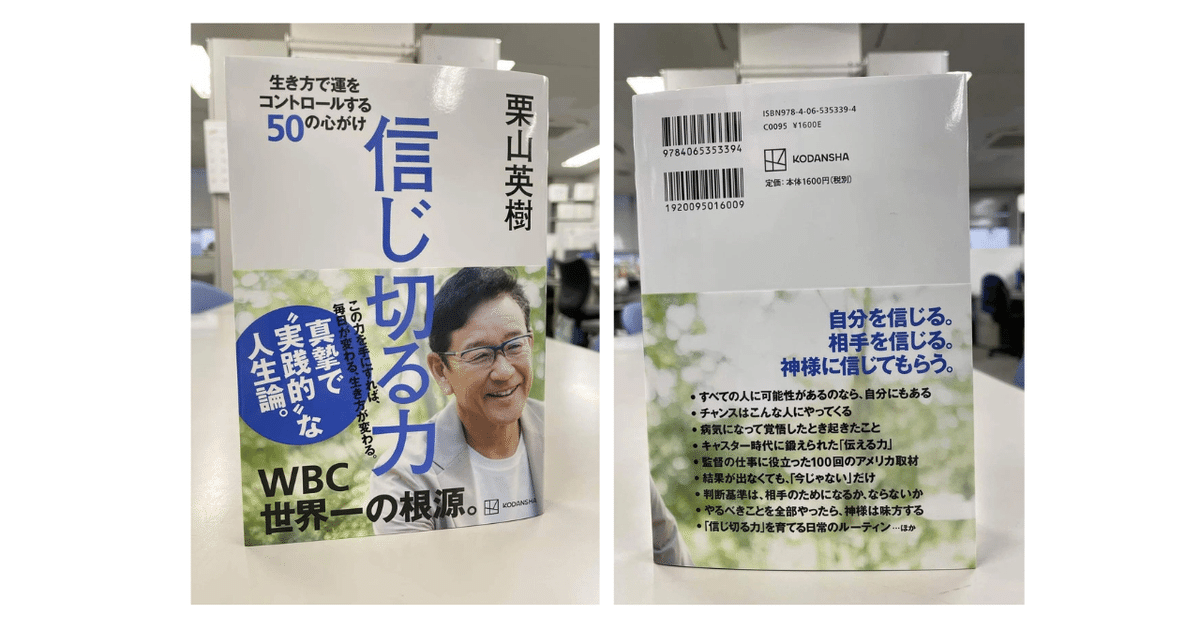 生き方で運を
コントロールする
50の心がけ
栗山英樹
信じ切る力
この力を手にすれば、
毎日が変わる、生き方が変わる。
真摯で
“実践的”な
人生論。
WBC
世界一の根源。
KODANSHA
ISBN978-4-06-535339-4
C0095 ¥1600E
9784065353394
KODANSHA
定価:本体1600円(税別)
1920095016009
自分を信じる。
相手を信じる。
神様に信じてもらう。
• すべての人に可能性があるのなら、自分にもある
• チャンスはこんな人にやってくる
• 病気になって覚悟したとき起きたこと
• キャスター時代に鍛えられた「伝える力」
• 監督の仕事に役立った100回のアメリカ取材
• 結果が出なくても、「今じゃない」だけ
• 判断基準は、相手のためになるか、ならないか
• やるべきことを全部やったら、神様は味方する
• 「信じ切る力」を育てる日常のルーティン…ほか